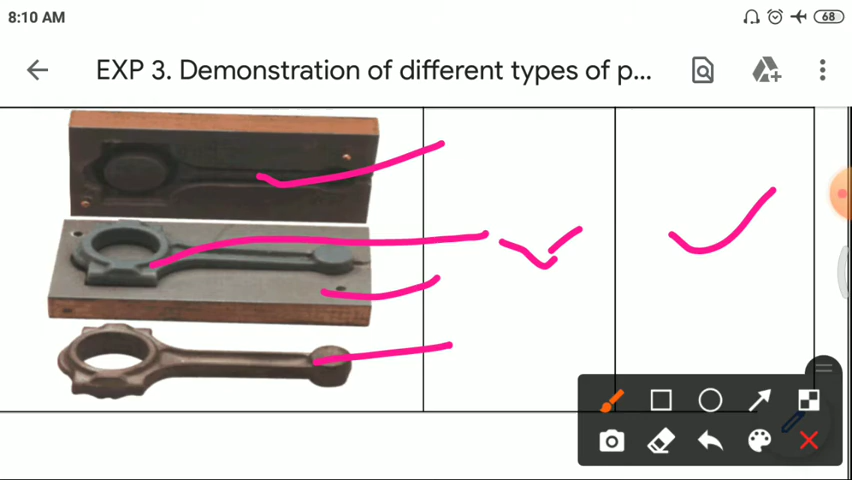 8:10 AM
68
EXP 3. Demonstration of different types of p...